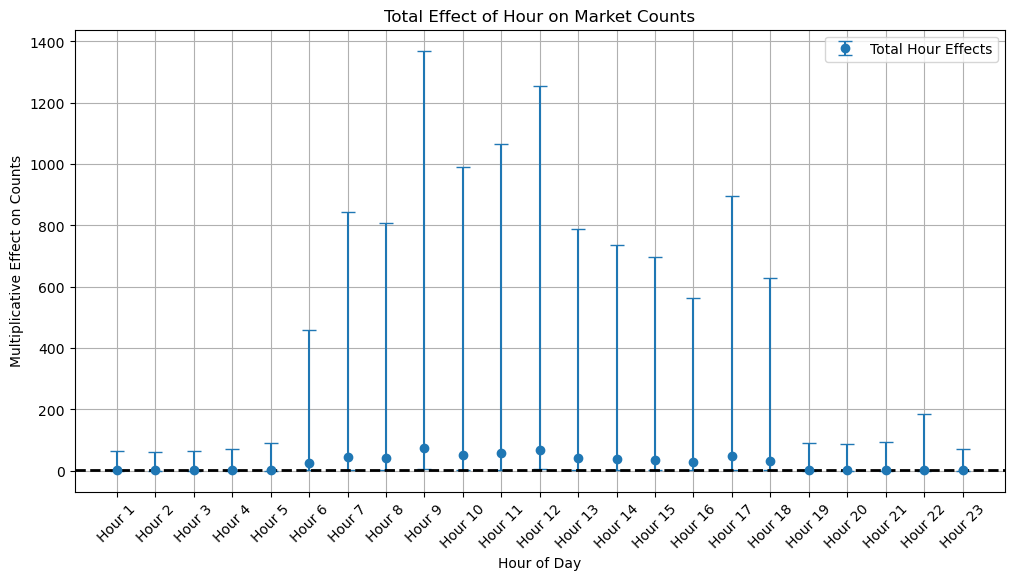 Total Effect of Hour on Market Counts
Total Hour Effects
Multiplicative Effect on Counts
1400
1200
1000
800
600
400
200
0
Hour 1
Hour 2
Hour 3
Hour 4
Hour 5
Hour 6
Hour 7
Hour 8
Hour 9
Hour 10
Hour 11
Hour 12
Hour 13
Hour 14
Hour 15
Hour 16
Hour 17
Hour 18
Hour 19
Hour 20
Hour 21
Hour 22
Hour 23
Hour of Day